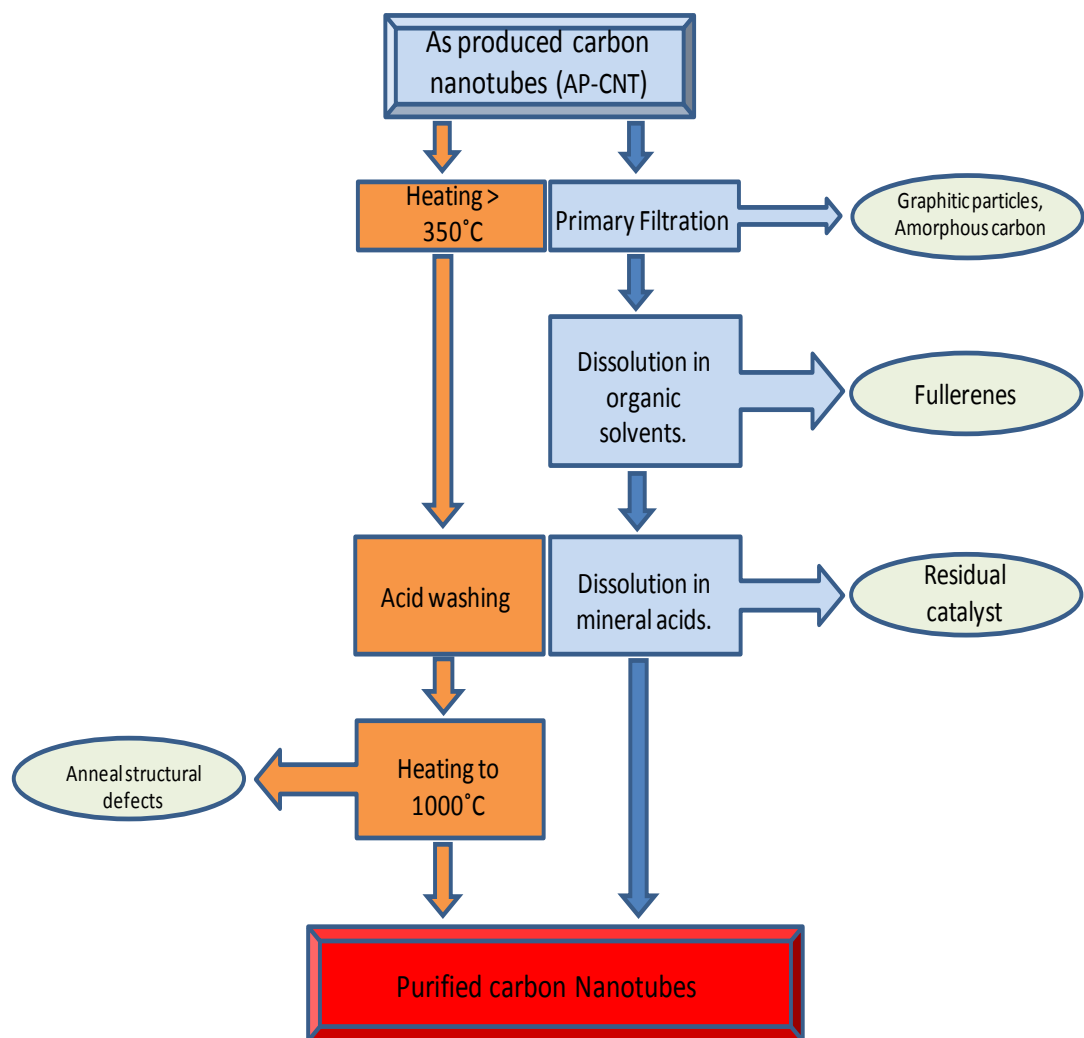 As produced carbon
nanotubes (AP-CNT)
Heating >
350˚C
Primary Filtration
Graphitic particles,
Amorphous carbon
Dissolution in
organic
solvents.
Fullerenes
Acid washing
Dissolution in
mineral acids.
Residual
catalyst
Anneal structural
defects
Heating to
1000˚C
Purified carbon Nanotubes